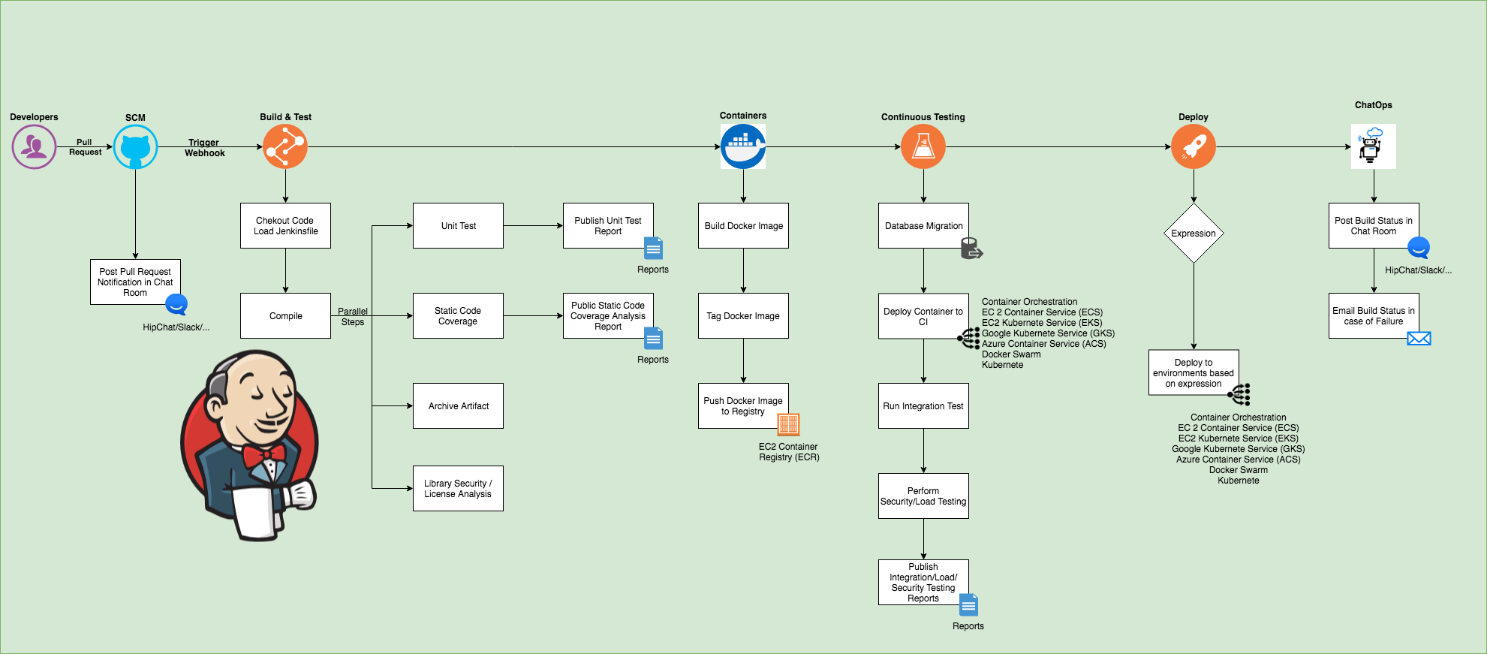 Developers
SCM
Build & Test
Containers
Continuous Testing
Deploy
ChatOps
Pull
Request
Trigger
Webhook
Post Pull Request
Notification in Chat
Room
HipChat/Slack/...
Chekout Code
Load Jenkinsfile
Compile
Parallel
Steps
Unit Test
Publish Unit Test
Report
Reports
Static Code
Coverage
Public Static Code
Coverage Analysis
Report
Reports
Archive Artifact
Library Security /
License Analysis
Build Docker Image
Tag Docker Image
Push Docker Image
to Registry
EC2 Container
Registry (ECR)
Database Migration
Deploy Container to
CI
Container Orchestration
EC 2 Container Service (ECS)
EC2 Kubernete Service (EKS)
Google Kubernete Service (GKS)
Azure Container Service (ACS)
Docker Swarm
Kubernete
Run Integration Test
Perform
Security/Load Testing
Publish
Integration/Load/
Security Testing
Reports
Reports
Expression
Deploy to
environments based
on expression
Container Orchestration
EC 2 Container Service (ECS)
EC2 Kubernete Service (EKS)
Google Kubernete Service (GKS)
Azure Container Service (ACS)
Docker Swarm
Kubernete
Post Build Status in
Chat Room
HipChat/Slack/...
Email Build Status in
case of Failure